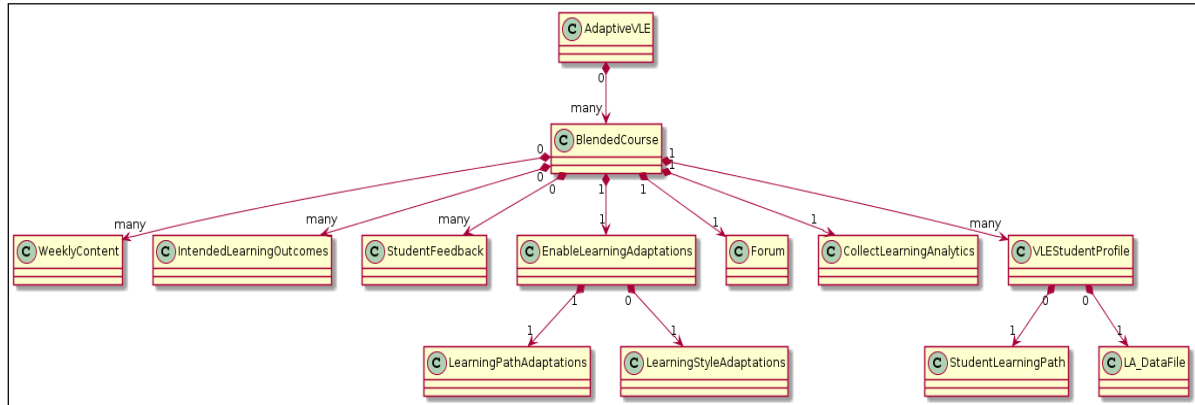 C AdaptiveVLE
0
many
C BlendedCourse
0 1
0 0 1 1 1
many many many 1 1 1 many
C WeeklyContent C IntendedLearningOutcomes C StudentFeedback C EnableLearningAdaptations C Forum C CollectLearningAnalytics C VLEStudentProfile
1 0 0 0
1 1 1 1
C LearningPathAdaptations C LearningStyleAdaptations C StudentLearningPath C LA_DataFile